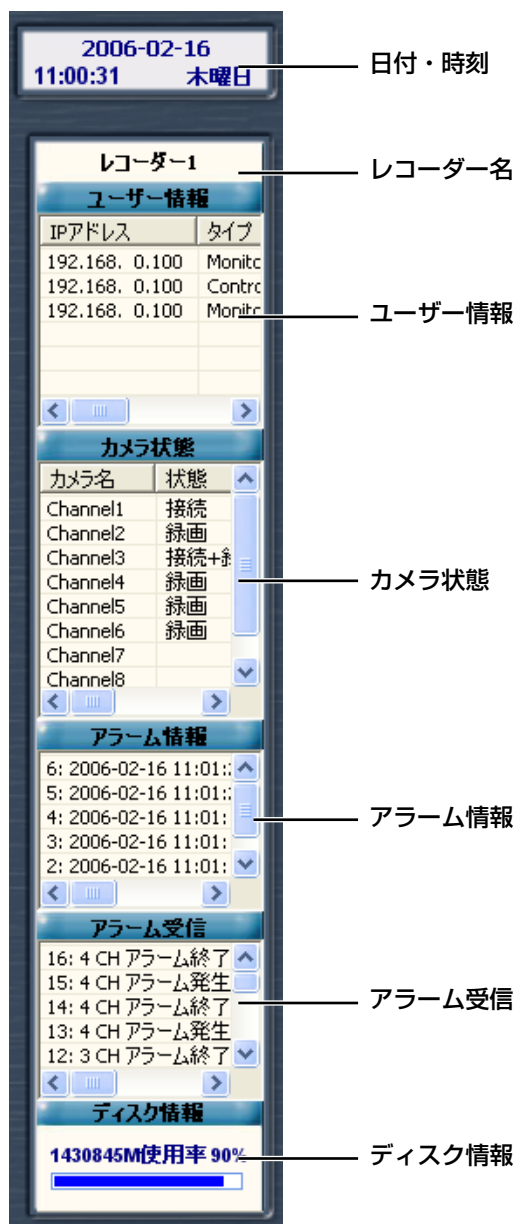 2006-02-16
11:00:31 木曜日
日付・時刻
レコーダー1
レコーダー名
ユーザー情報
IPアドレス タイプ
192.168. 0.100 Monitc
192.168. 0.100 Contrc
192.168. 0.100 Monitc
ユーザー情報
カメラ状態
カメラ名 状態
Channel1 接続
Channel2 録画
Channel3 接続+録
Channel4 録画
Channel5 録画
Channel6 録画
Channel7
Channel8
カメラ状態
アラーム情報
6: 2006-02-16 11:01:
5: 2006-02-16 11:01:
4: 2006-02-16 11:01:
3: 2006-02-16 11:01:
2: 2006-02-16 11:01:
アラーム情報
アラーム受信
16: 4 CH アラーム終了
15: 4 CH アラーム発生
14: 4 CH アラーム終了
13: 4 CH アラーム発生
12: 3 CH アラーム終了
アラーム受信
ディスク情報
1430845M使用率 90%
ディスク情報